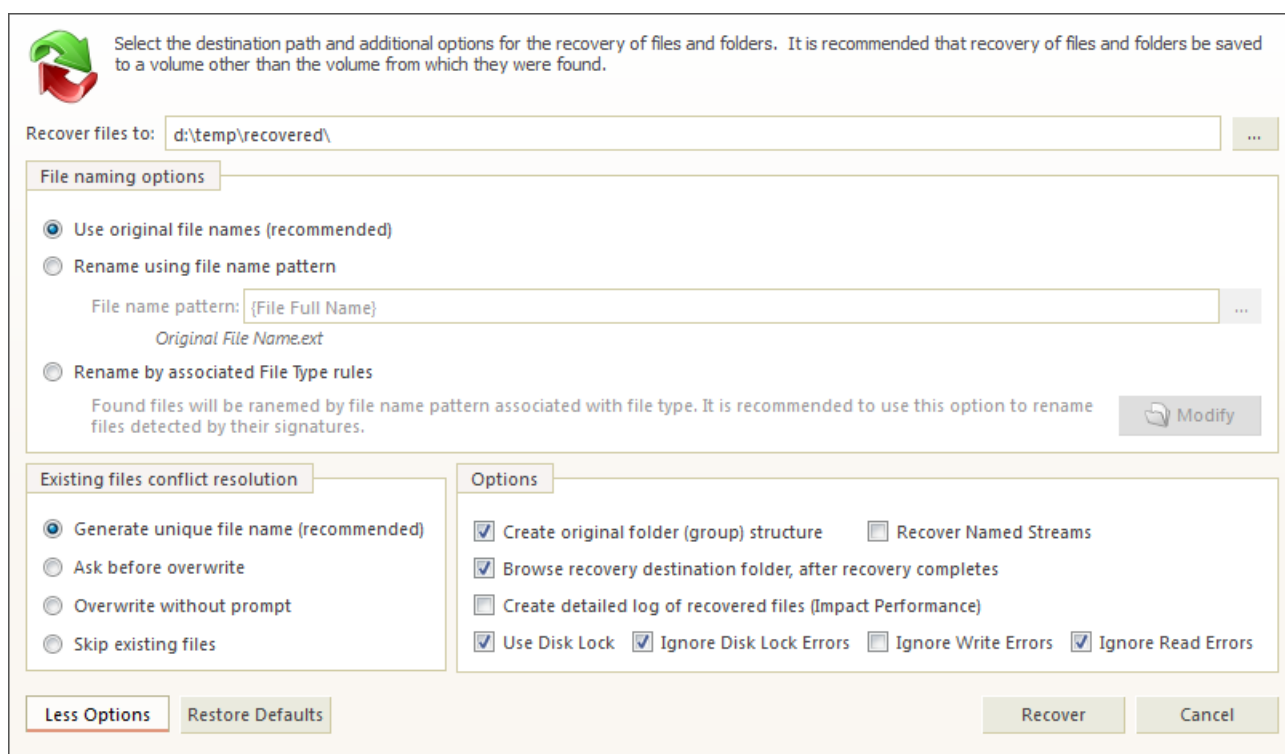 Select the destination path and additional options for the recovery of files and folders.  It is recommended that recovery of files and folders be saved
to a volume other than the volume from which they were found.
Recover files to: d:\temp\recovered\ ...
File naming options
Use original file names (recommended)
Rename using file name pattern
File name pattern: {File Full Name} ...
Original File Name.ext
Rename by associated File Type rules
Found files will be ranemed by file name pattern associated with file type. It is recommended to use this option to rename
files detected by their signatures.
Modify
Existing files conflict resolution
Generate unique file name (recommended)
Ask before overwrite
Overwrite without prompt
Skip existing files
Options
Create original folder (group) structure Recover Named Streams
Browse recovery destination folder, after recovery completes
Create detailed log of recovered files (Impact Performance)
Use Disk Lock Ignore Disk Lock Errors Ignore Write Errors Ignore Read Errors
Less Options Restore Defaults Recover Cancel